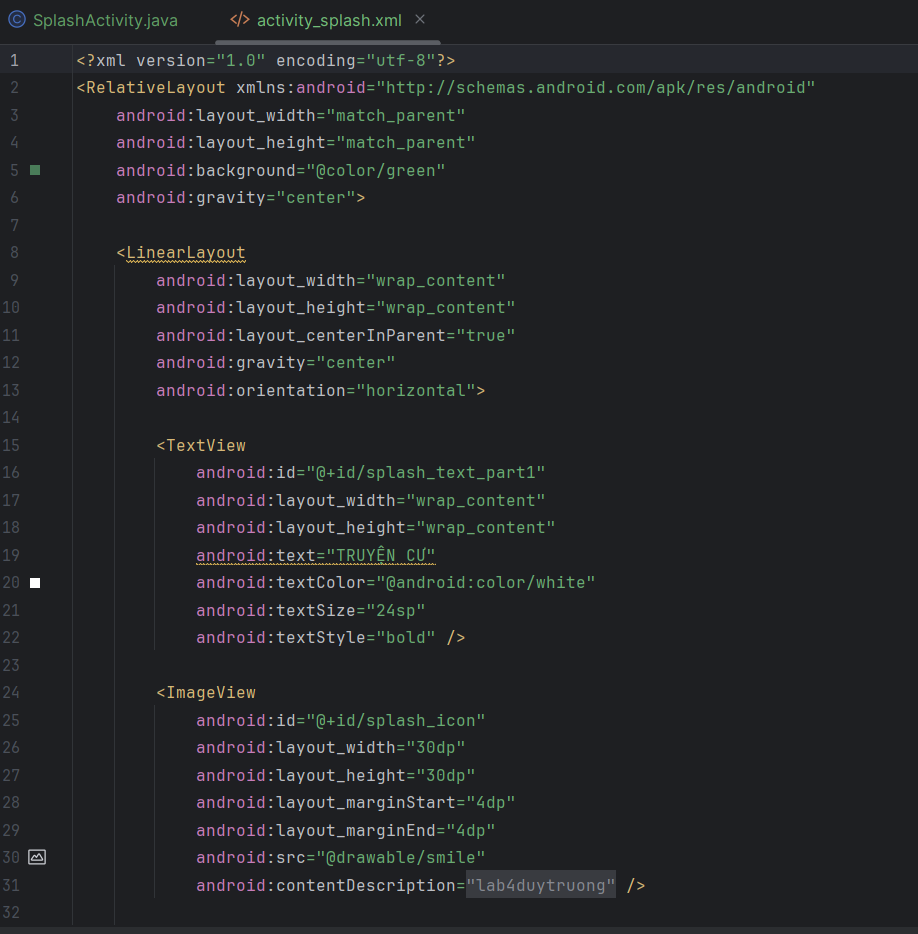 SplashActivity.java activity_splash.xml
1 <?xml version="1.0" encoding="utf-8"?>
2 <RelativeLayout xmlns:android="http://schemas.android.com/apk/res/android"
3 android:layout_width="match_parent"
4 android:layout_height="match_parent"
5 android:background="@color/green"
6 android:gravity="center">
7
8 <LinearLayout
9 android:layout_width="wrap_content"
10 android:layout_height="wrap_content"
11 android:layout_centerInParent="true"
12 android:gravity="center"
13 android:orientation="horizontal">
14
15 <TextView
16 android:id="@+id/splash_text_part1"
17 android:layout_width="wrap_content"
18 android:layout_height="wrap_content"
19 android:text="TRUYỆN CƯ"
20 android:textColor="@android:color/white"
21 android:textSize="24sp"
22 android:textStyle="bold" />
23
24 <ImageView
25 android:id="@+id/splash_icon"
26 android:layout_width="30dp"
27 android:layout_height="30dp"
28 android:layout_marginStart="4dp"
29 android:layout_marginEnd="4dp"
30 android:src="@drawable/smile"
31 android:contentDescription="lab4duytruong" />
32